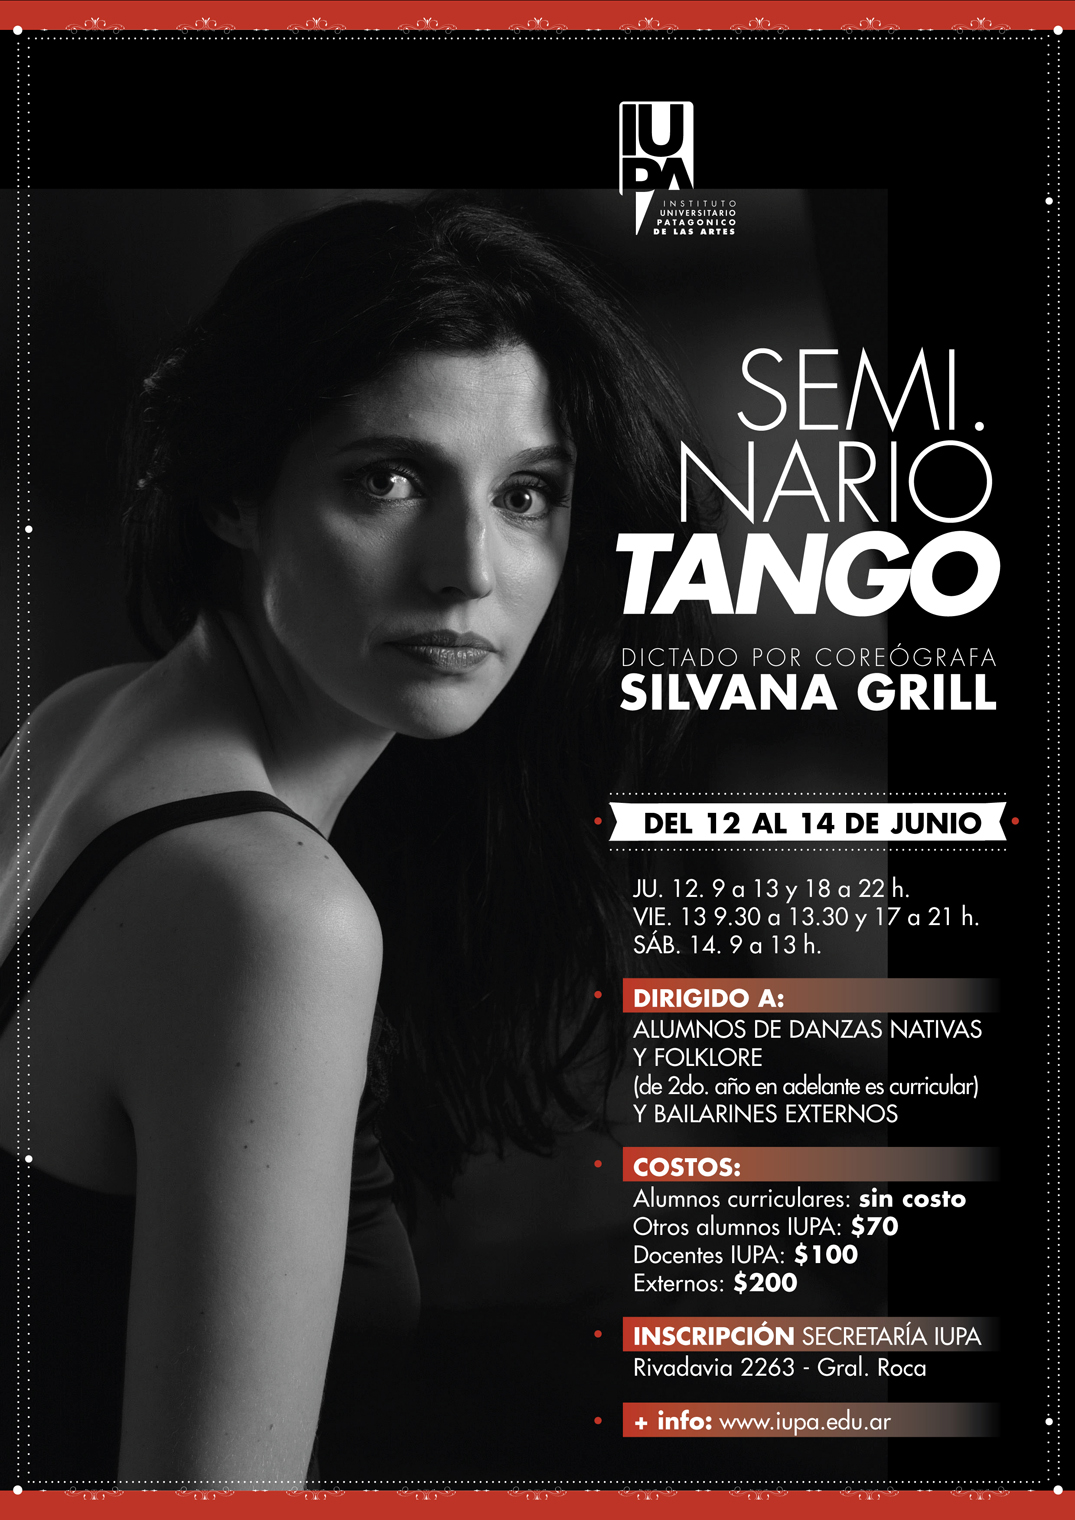 IU
PA
INSTITUTO
UNIVERSITARIO
PATAGONICO
DE LAS ARTES
SEMI.
NARIO
TANGO
DICTADO POR COREÓGRAFA
SILVANA GRILL
DEL 12 AL 14 DE JUNIO
JU. 12. 9 a 13 y 18 a 22 h.
VIE. 13 9.30 a 13.30 y 17 a 21 h.
SÁB. 14. 9 a 13 h.
DIRIGIDO A:
ALUMNOS DE DANZAS NATIVAS
Y FOLKLORE
(de 2do. año en adelante es curricular)
Y BAILARINES EXTERNOS
COSTOS:
Alumnos curriculares: sin costo
Otros alumnos IUPA: $70
Docentes IUPA: $100
Externos: $200
INSCRIPCIÓN SECRETARÍA IUPA
Rivadavia 2263 - Gral. Roca
+ info: www.iupa.edu.ar